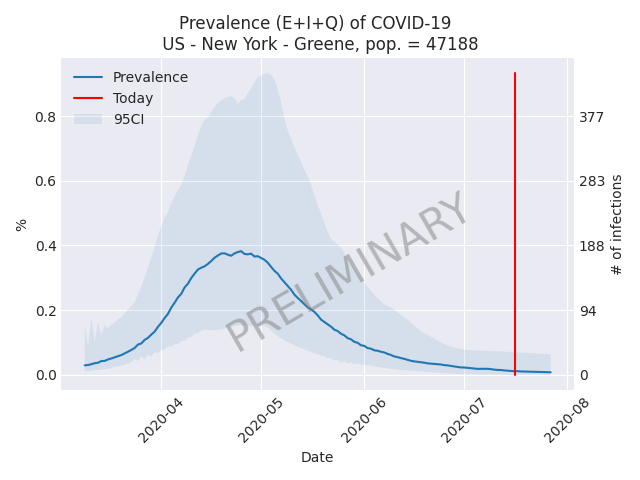 Prevalence (E+I+Q) of COVID-19
US - New York - Greene, pop. = 47188
Prevalence
Today
95CI
0.8
0.6
0.4
0.2
0.0
%
377
283
188
94
0
# of infections
PRELIMINARY
2020-04
2020-05
2020-06
2020-07
2020-08
Date